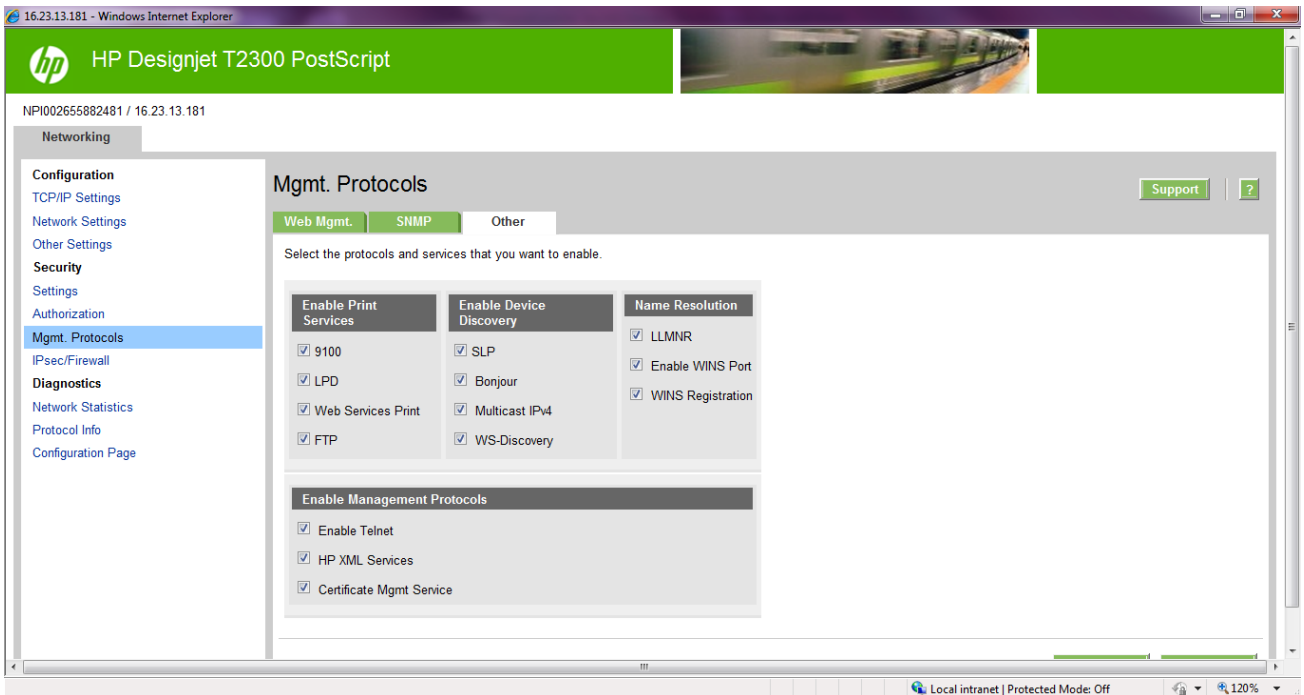 16.23.13.181 - Windows Internet Explorer
hp
HP Designjet T2300 PostScript
NPI002655882481 / 16.23.13.181
Networking
Configuration
TCP/IP Settings
Network Settings
Other Settings
Security
Settings
Authorization
Mgmt. Protocols
IPsec/Firewall
Diagnostics
Network Statistics
Protocol Info
Configuration Page
Mgmt. Protocols
Support
?
Web Mgmt.
SNMP
Other
Select the protocols and services that you want to enable.
Enable Print
Services
9100
LPD
Web Services Print
FTP
Enable Device
Discovery
SLP
Bonjour
Multicast IPv4
WS-Discovery
Name Resolution
LLMNR
Enable WINS Port
WINS Registration
Enable Management Protocols
Enable Telnet
HP XML Services
Certificate Mgmt Service
Local intranet | Protected Mode: Off
120%